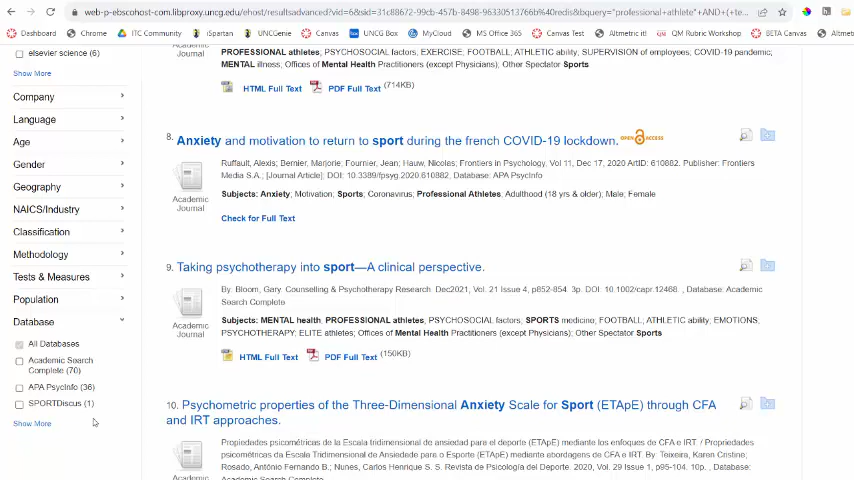 web-p-ebscohost-com.libproxy.uncg.edu/ehost/resultsadvanced?vid=6&sid=31c88672-99cb-457b-8498-96330513766b%40redis&bquery="professional+athlete"+AND+(+te...
Dashboard Chrome ITC Community iSpartan UNCGenie Canvas UNCG Box MyCloud MS Office 365 Canvas Test Altmetric it! QM Rubric Workshop BETA Canvas Altmet
elsevier science (6)
Show More
Company
Language
Age
Gender
Geography
NAICS/Industry
Classification
Methodology
Tests & Measures
Population
Database
All Databases
Academic Search
Complete (70)
APA PsycInfo (36)
SPORTDiscus (1)
Show More
Academic
Journal
PROFESSIONAL athletes; PSYCHOSOCIAL factors; EXERCISE; FOOTBALL; ATHLETIC ability; SUPERVISION of employees; COVID-19 pandemic;
MENTAL illness; Offices of Mental Health Practitioners (except Physicians); Other Spectator Sports
HTML Full Text PDF Full Text (714KB)
8. Anxiety and motivation to return to sport during the french COVID-19 lockdown. OPEN ACCESS
Academic
Journal
Ruffault, Alexis; Bernier, Marjorie; Fournier, Jean; Hauw, Nicolas; Frontiers in Psychology, Vol 11, Dec 17, 2020 ArtID: 610882. Publisher: Frontiers
Media S.A.; [Journal Article]; DOI: 10.3389/fpsyg.2020.610882, Database: APA PsycInfo
Subjects: Anxiety; Motivation; Sports; Coronavirus; Professional Athletes; Adulthood (18 yrs & older); Male; Female
Check for Full Text
9. Taking psychotherapy into sport—A clinical perspective.
Academic
Journal
By: Bloom, Gary. Counselling & Psychotherapy Research. Dec2021, Vol. 21 Issue 4, p852-854. 3p. DOI: 10.1002/capr.12468. , Database: Academic
Search Complete
Subjects: MENTAL health; PROFESSIONAL athletes; PSYCHOSOCIAL factors; SPORTS medicine; FOOTBALL; ATHLETIC ability; EMOTIONS;
PSYCHOTHERAPY; ELITE athletes; Offices of Mental Health Practitioners (except Physicians); Other Spectator Sports
HTML Full Text PDF Full Text (150KB)
10. Psychometric properties of the Three-Dimensional Anxiety Scale for Sport (ETApE) through CFA
and IRT approaches.
Academic
Propiedades psicométricas de la Escala tridimensional de ansiedad para el deporte (ETApE) mediante los enfoques de CFA e IRT. / Propriedades
psicométricas da Escala Tridimensional de Ansiedade para o Esporte (ETApE) mediante abordagens de CFA e IRT. By: Teixeira, Karen Cristine;
Rosado, António Fernando B.; Nunes, Carlos Henrique S. S. Revista de Psicología del Deporte. 2020, Vol. 29 Issue 1, p95-104. 10p. , Database:
Academic Search Complete